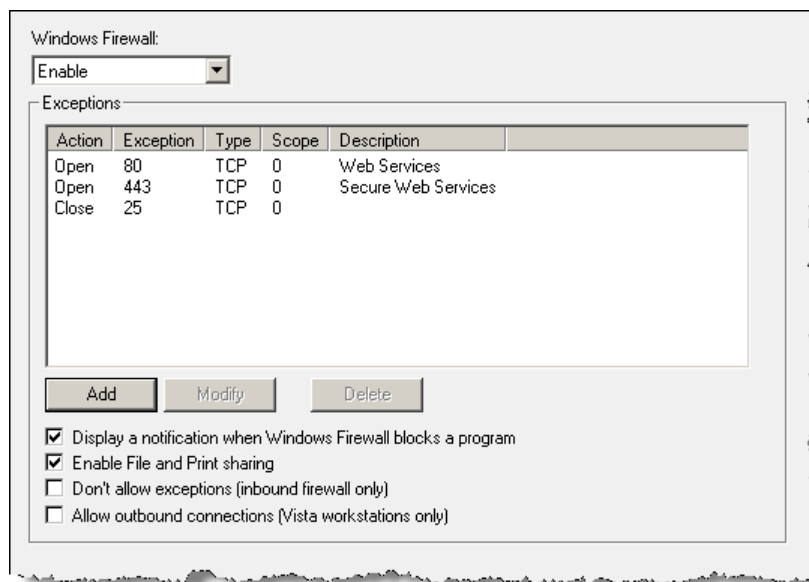 Windows Firewall:
Enable
Exceptions
Action Exception Type Scope Description
Open 80 TCP 0 Web Services
Open 443 TCP 0 Secure Web Services
Close 25 TCP 0
Add Modify Delete
Display a notification when Windows Firewall blocks a program
Enable File and Print sharing
Don't allow exceptions (inbound firewall only)
Allow outbound connections (Vista workstations only)